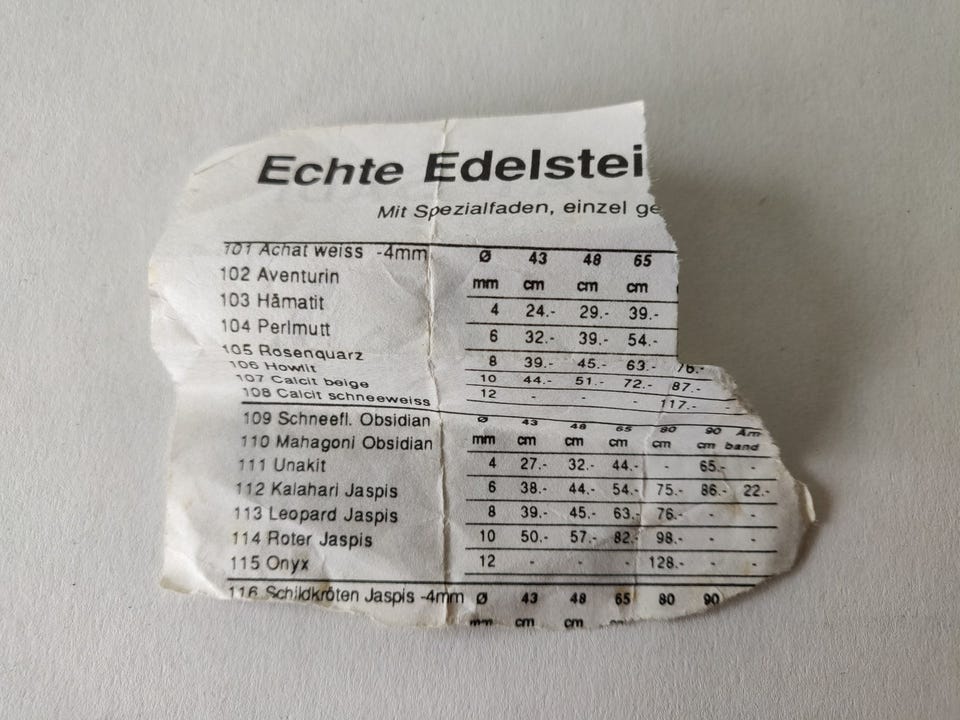 Echte Edelstei
Mit Spezialfaden, einzel ge
101 Achat weiss -4mm Ø 43 48 65
102 Aventurin mm cm cm cm
103 Hämatit 4 24.- 29.- 39.-
104 Perlmutt 6 32.- 39.- 54.-
105 Rosenquarz 8 39.- 45.- 63.- 76.-
106 Howlit
107 Calcit beige 10 44.- 51.- 72.- 87.-
108 Calcit schneeweiss 12 - - - 117.- -
109 Schneefl. Obsidian Ø 43 48 65 80 90 Arm-
110 Mahagoni Obsidian mm cm cm cm cm cm band
111 Unakit 4 27.- 32.- 44.- - 65.- -
112 Kalahari Jaspis 6 38.- 44.- 54.- 75.- 86.- 22.-
113 Leopard Jaspis 8 39.- 45.- 63.- 76.- - -
114 Roter Jaspis 10 50.- 57.- 82.- 98.- - -
115 Onyx 12 - - - 128.- - -
116 Schildkröten Jaspis -4mm Ø 43 48 65 80 90
mm cm cm